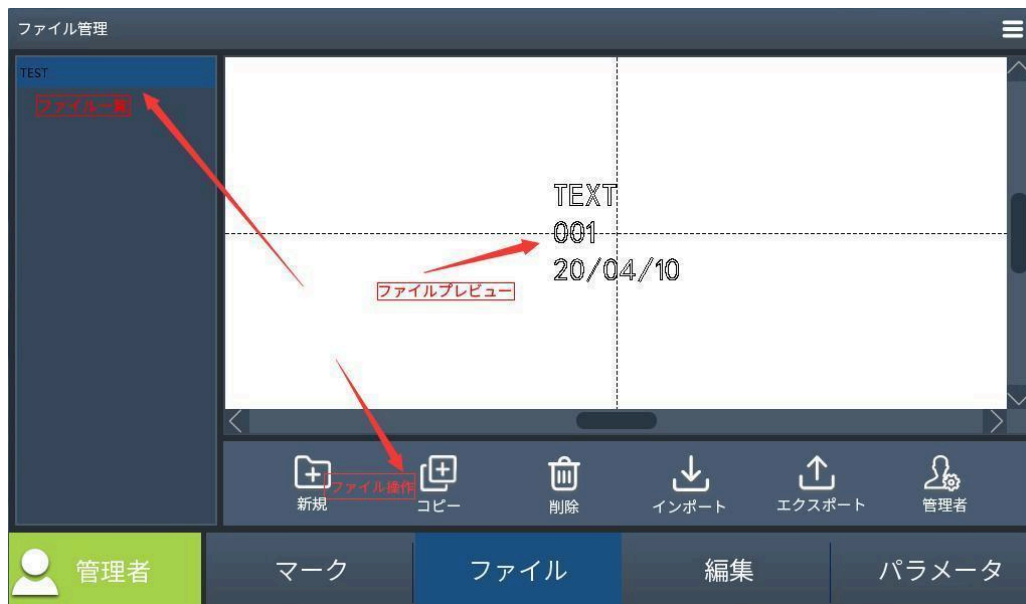 ファイル管理
TEST
ファイル一覧
TEXT
001
20/04/10
ファイルプレビュー
ファイル操作
新規
コピー
削除
インポート
エクスポート
管理者
管理者
マーク
ファイル
編集
パラメータ